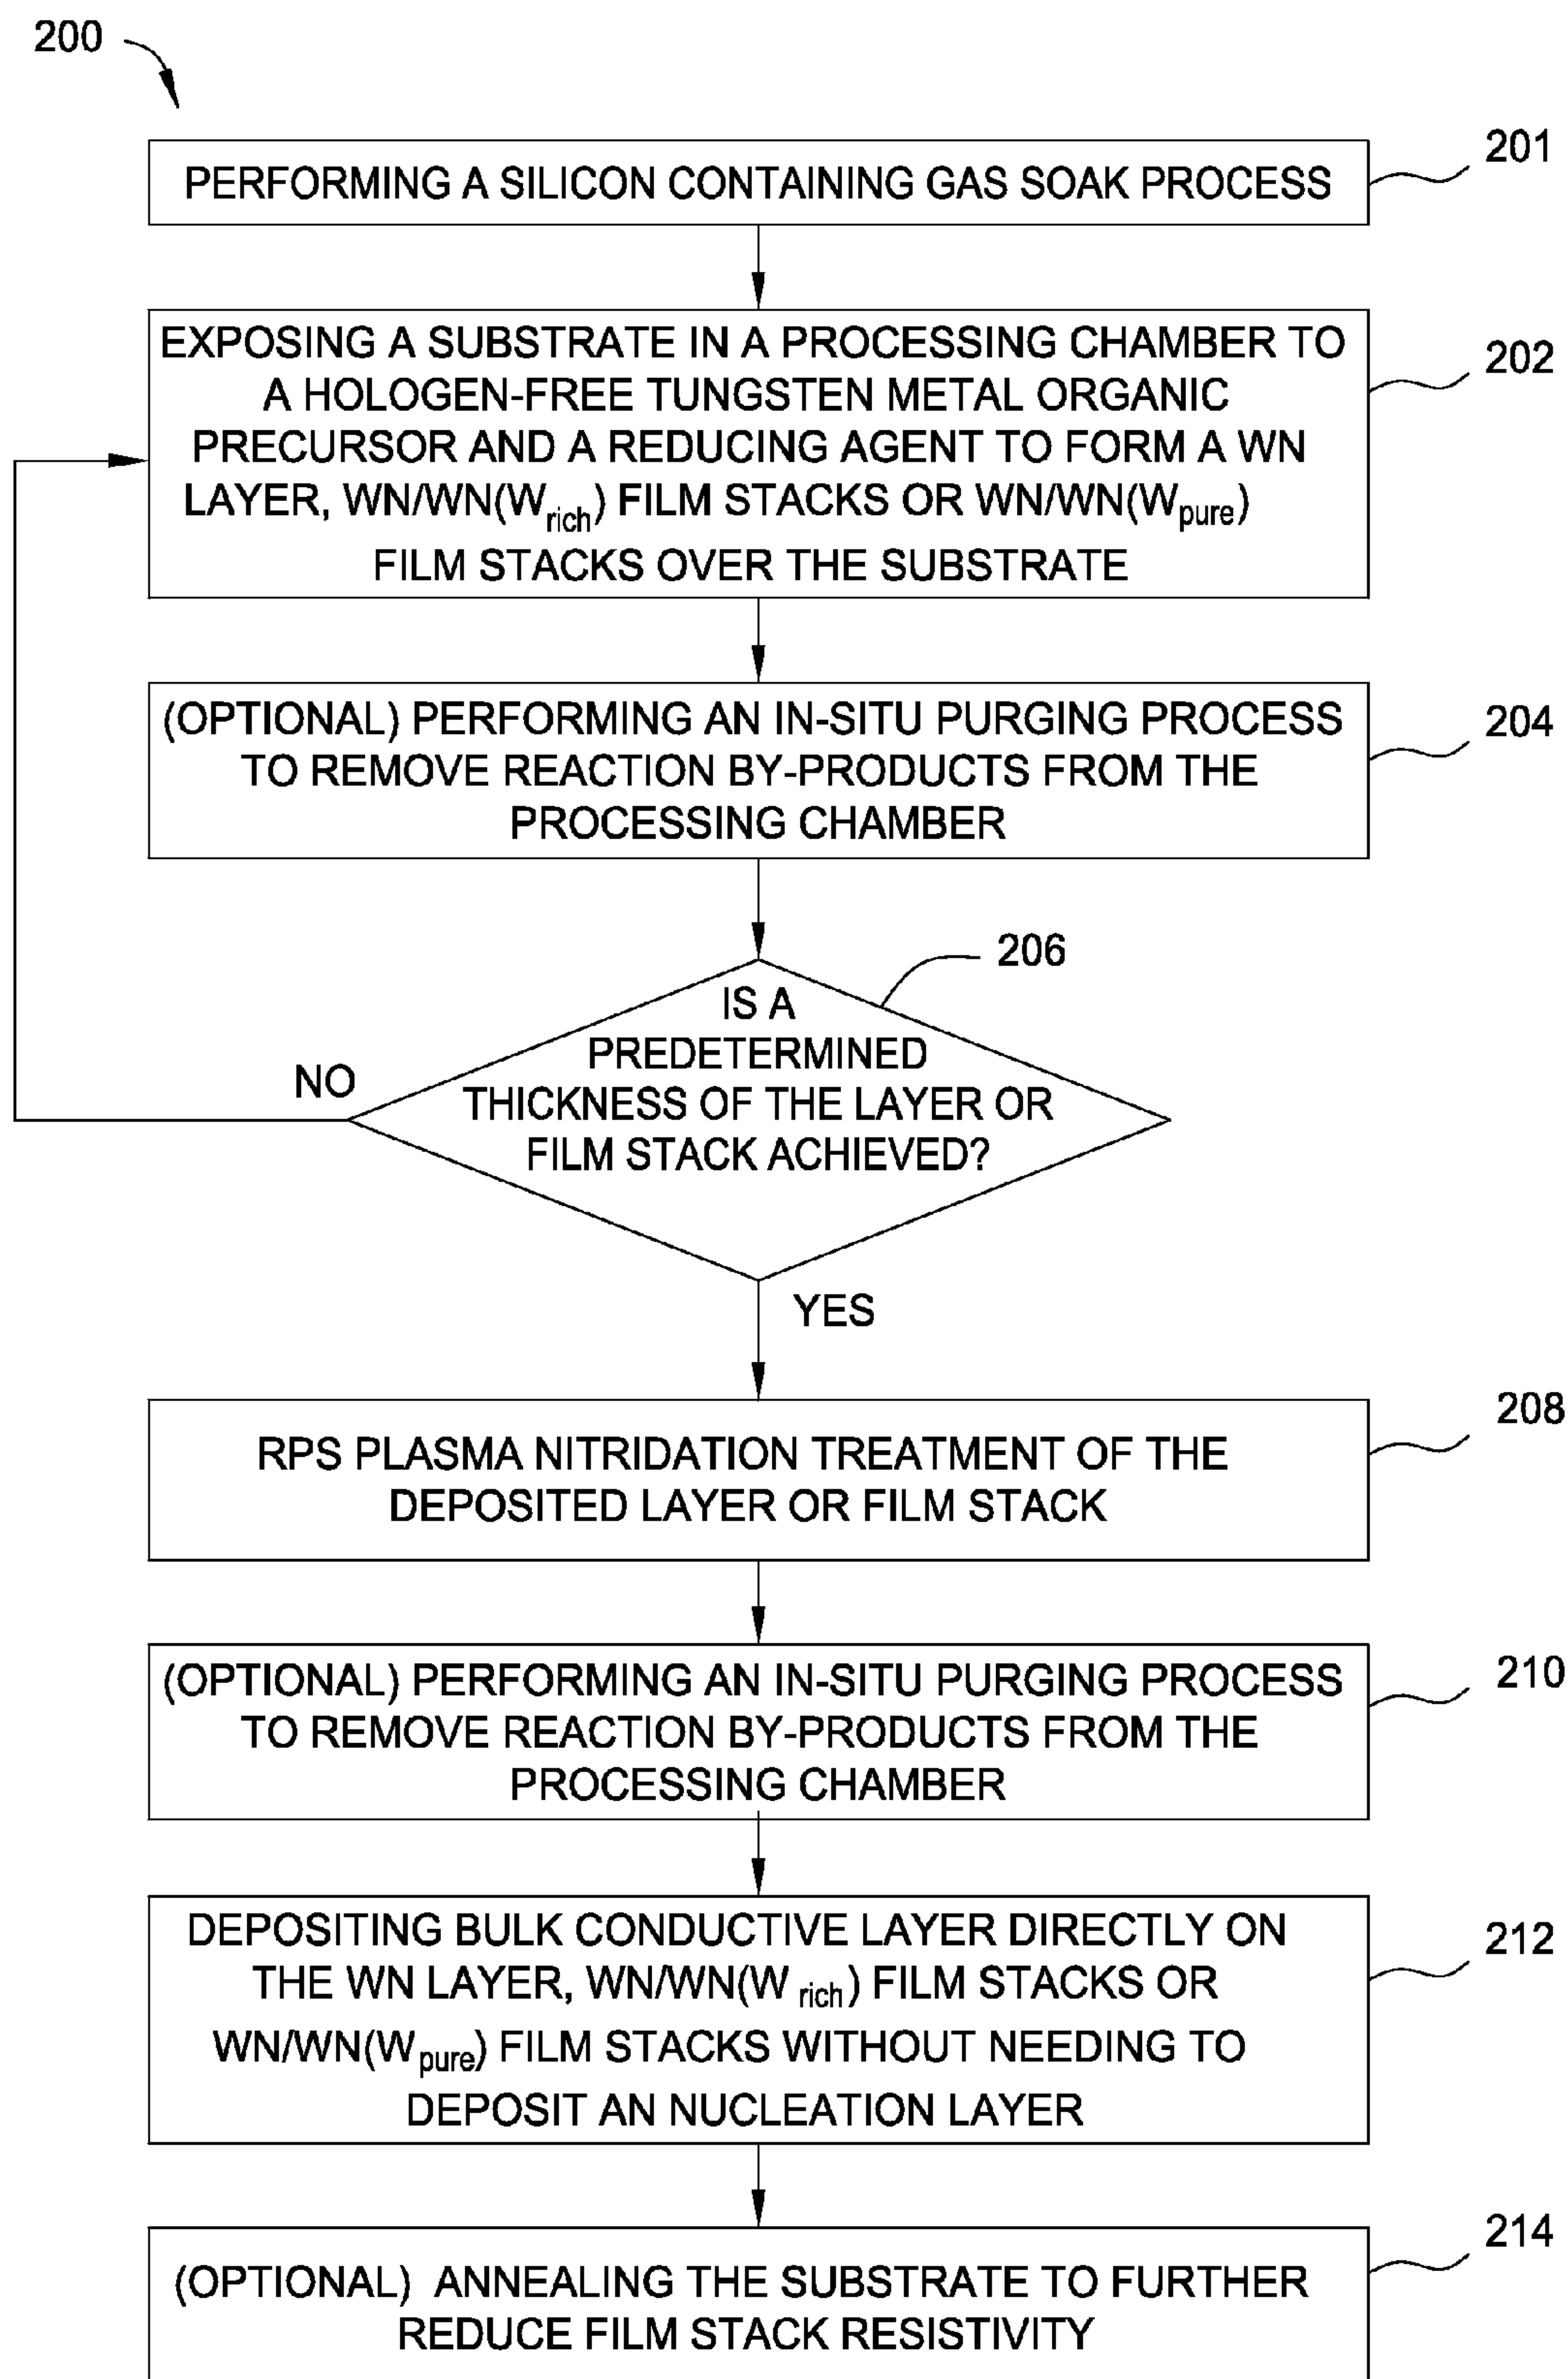 200
PERFORMING A SILICON CONTAINING GAS SOAK PROCESS
201
EXPOSING A SUBSTRATE IN A PROCESSING CHAMBER TO
A HOLOGEN-FREE TUNGSTEN METAL ORGANIC
PRECURSOR AND A REDUCING AGENT TO FORM A WN
LAYER, WN/WN(Wrich) FILM STACKS OR WN/WN(Wpure)
FILM STACKS OVER THE SUBSTRATE
202
(OPTIONAL) PERFORMING AN IN-SITU PURGING PROCESS
TO REMOVE REACTION BY-PRODUCTS FROM THE
PROCESSING CHAMBER
204
IS A
PREDETERMINED
THICKNESS OF THE LAYER OR
FILM STACK ACHIEVED?
206
NO
YES
RPS PLASMA NITRIDATION TREATMENT OF THE
DEPOSITED LAYER OR FILM STACK
208
(OPTIONAL) PERFORMING AN IN-SITU PURGING PROCESS
TO REMOVE REACTION BY-PRODUCTS FROM THE
PROCESSING CHAMBER
210
DEPOSITING BULK CONDUCTIVE LAYER DIRECTLY ON
THE WN LAYER, WN/WN(W rich) FILM STACKS OR
WN/WN(Wpure) FILM STACKS WITHOUT NEEDING TO
DEPOSIT AN NUCLEATION LAYER
212
(OPTIONAL) ANNEALING THE SUBSTRATE TO FURTHER
REDUCE FILM STACK RESISTIVITY
214